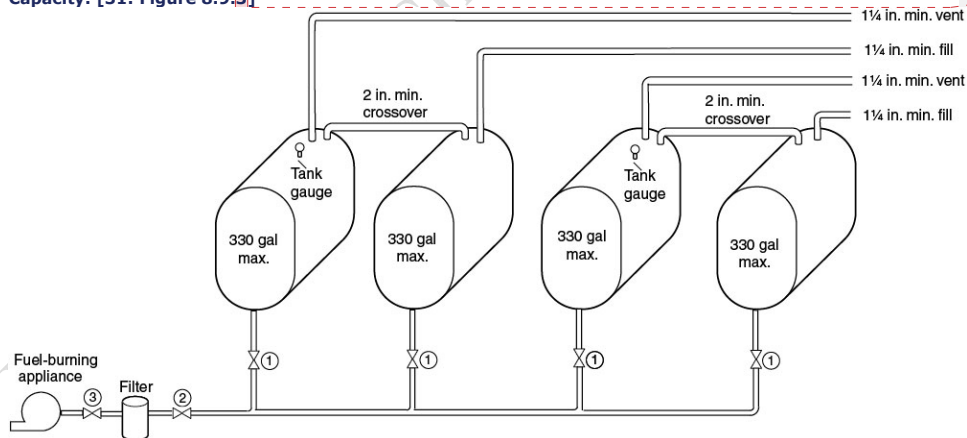 Capacity. [31: Figure 8.9.3]
1¼ in. min. vent
1¼ in. min. fill
1¼ in. min. vent
1¼ in. min. fill
2 in. min.
crossover
2 in. min.
crossover
Tank
gauge
Tank
gauge
330 gal
max.
330 gal
max.
330 gal
max.
330 gal
max.
1
1
1
1
Fuel-burning
appliance
3
Filter
2